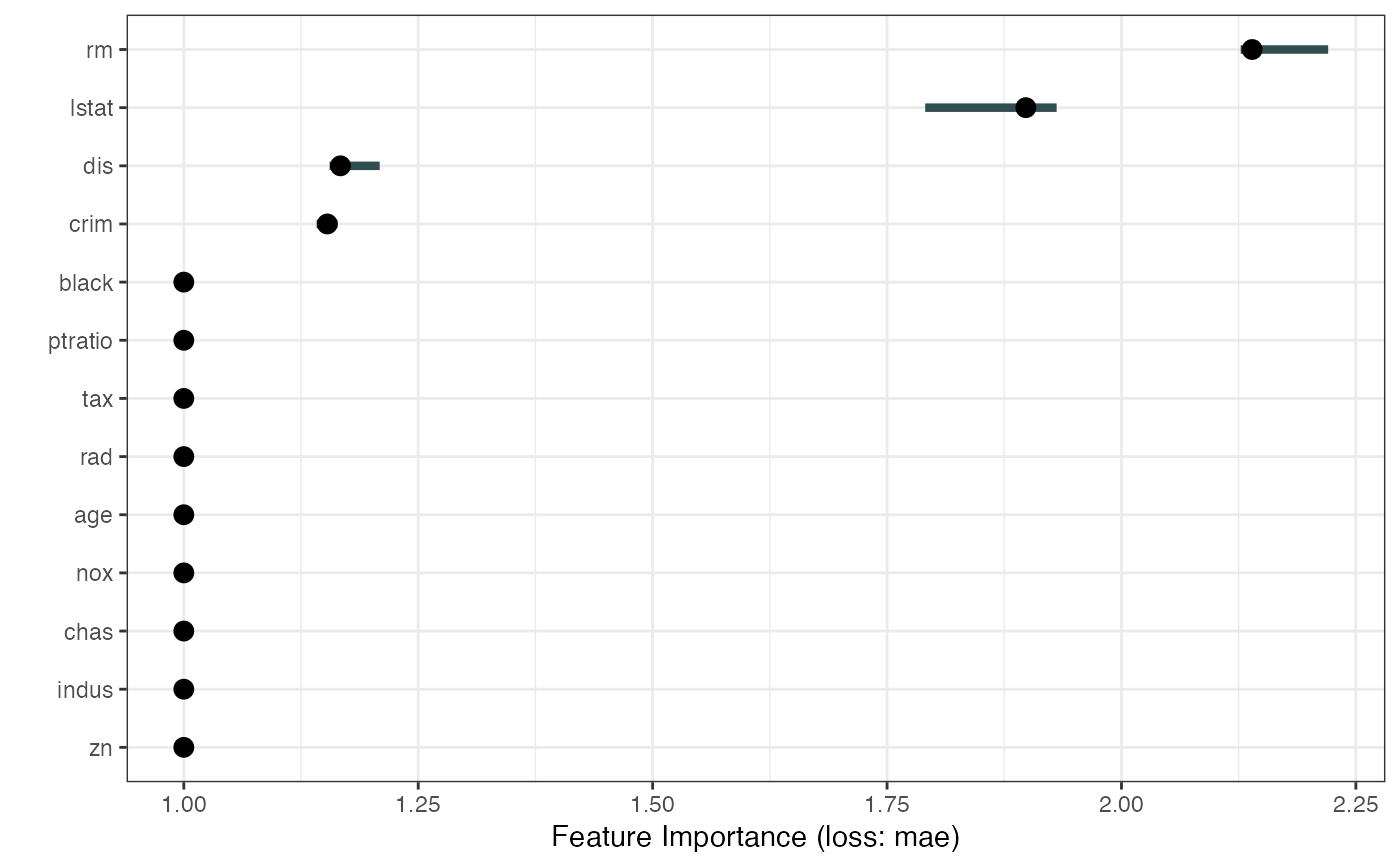 rm
lstat
dis
crim
black
ptratio
tax
rad
age
nox
chas
indus
zn
1.00 1.25 1.50 1.75 2.00 2.25
Feature Importance (loss: mae)